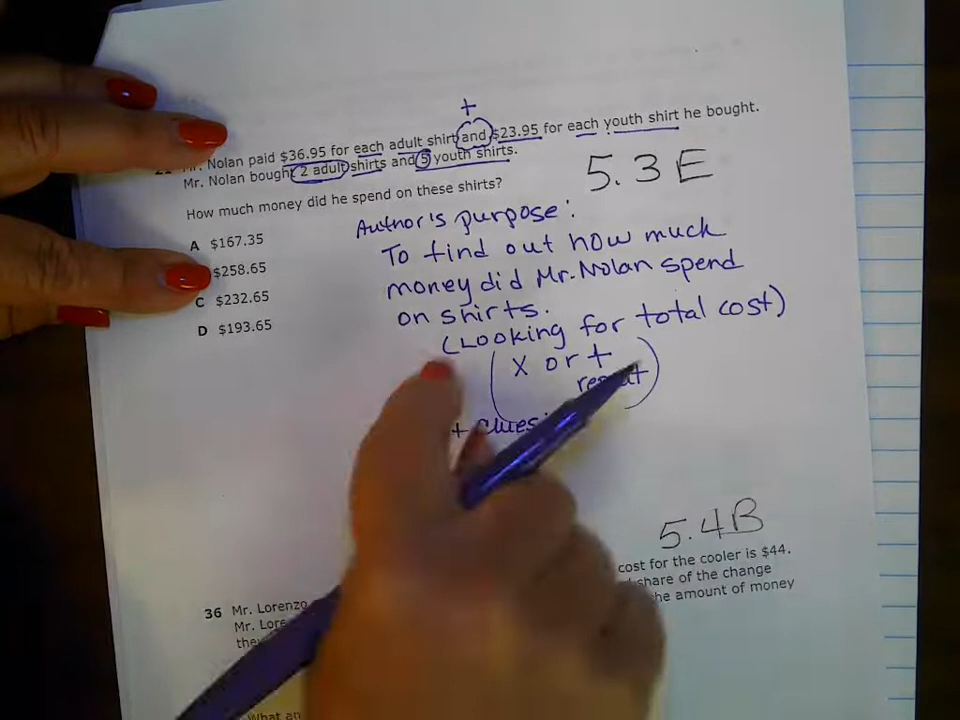 +
Mr. Nolan paid $36.95 for each adult shirt and $23.95 for each youth shirt he bought.
Mr. Nolan bought 2 adult shirts and 5 youth shirts.
5.3E
How much money did he spend on these shirts?
A $167.35
$258.65
C $232.65
D $193.65
Author's purpose:
To find out how much
money did Mr. Nolan spend
on shirts.
(Looking for total cost)
(X or +
)
+ clues
5.4B
cost for the cooler is $44.
share of the change
the amount of money
36 Mr. Lorenzo
Mr.
What